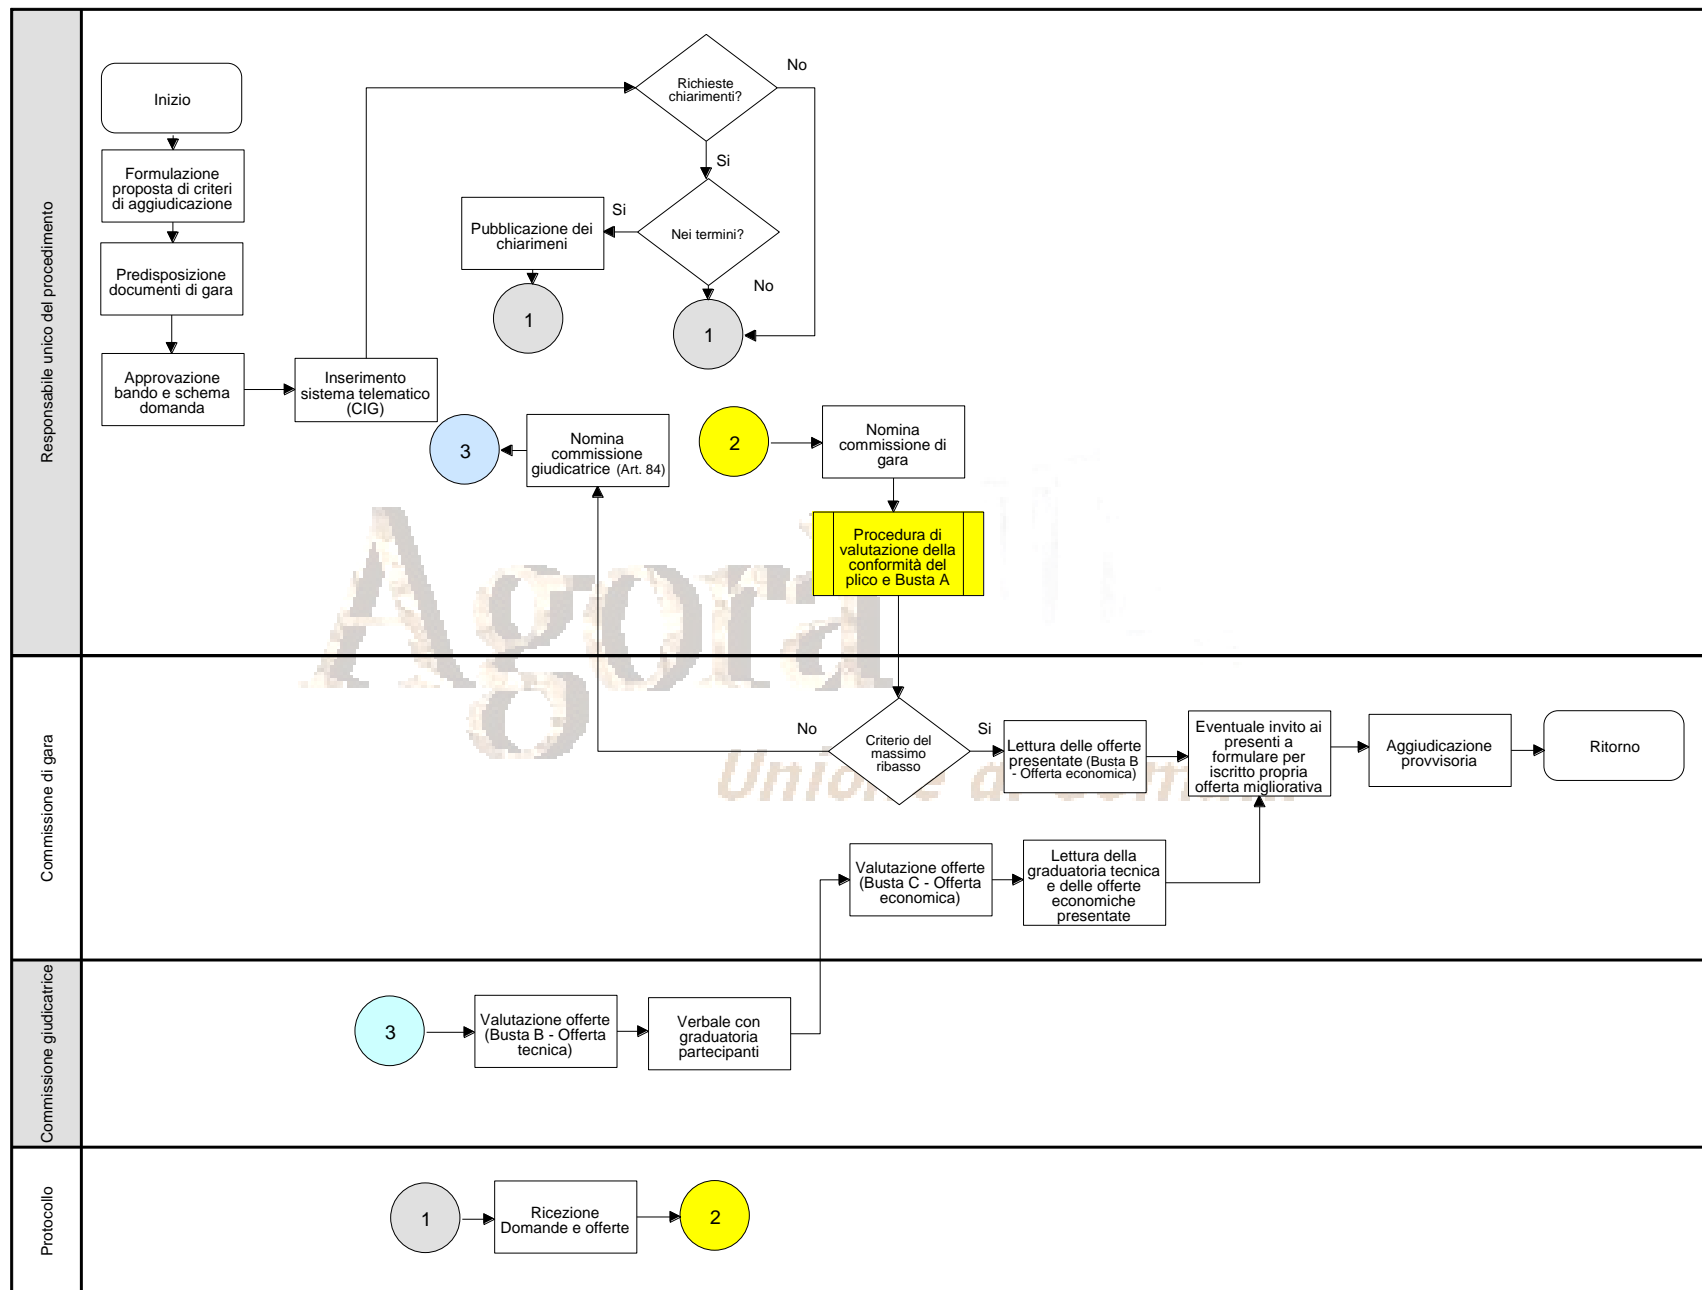 Responsabile unico del procedimento
Inizio
Formulazione
proposta di criteri
di aggiudicazione
Predisposizione
documenti di gara
Approvazione
bando e schema
domanda
Inserimento
sistema telematico
(CIG)
Richieste
chiarimenti?
No
Si
Nei termini?
Si
No
Pubblicazione dei
chiarimeni
1
1
3
Nomina
commissione
giudicatrice (Art. 84)
2
Nomina
commissione di
gara
Procedura di
valutazione della
conformità del
plico e Busta A
Agorà
Unione di Comuni
Commissione di gara
No
Criterio del
massimo
ribasso
Si
Lettura delle offerte
presentate (Busta B
- Offerta economica)
Eventuale invito ai
presenti a
formulare per
iscritto propria
offerta migliorativa
Aggiudicazione
provvisoria
Ritorno
Valutazione offerte
(Busta C - Offerta
economica)
Lettura della
graduatoria tecnica
e delle offerte
economiche
presentate
Commissione giudicatrice
3
Valutazione offerte
(Busta B - Offerta
tecnica)
Verbale con
graduatoria
partecipanti
Protocollo
1
Ricezione
Domande e offerte
2